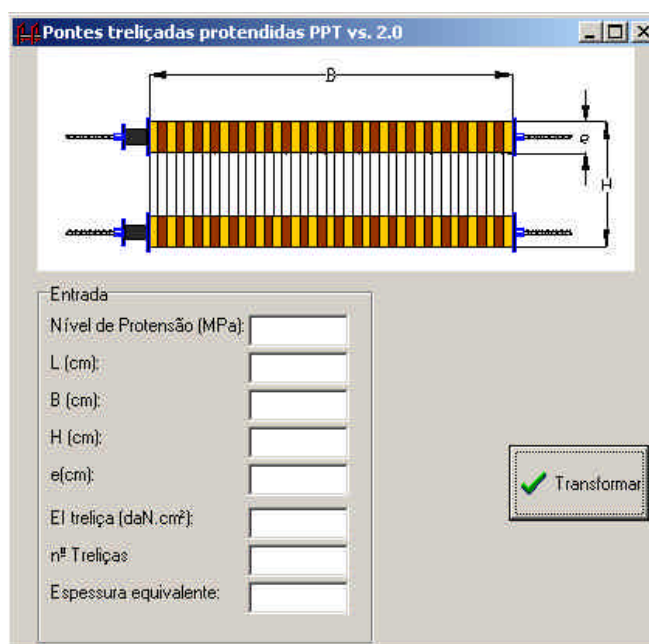 Pontes treliçadas protendidas PPT vs. 2.0
B
e
H
Entrada
Nível de Protensão (MPa):
L (cm):
B (cm):
H (cm):
e(cm):
EI treliça (daN.cm²):
nº Treliças
Espessura equivalente:
Transformar